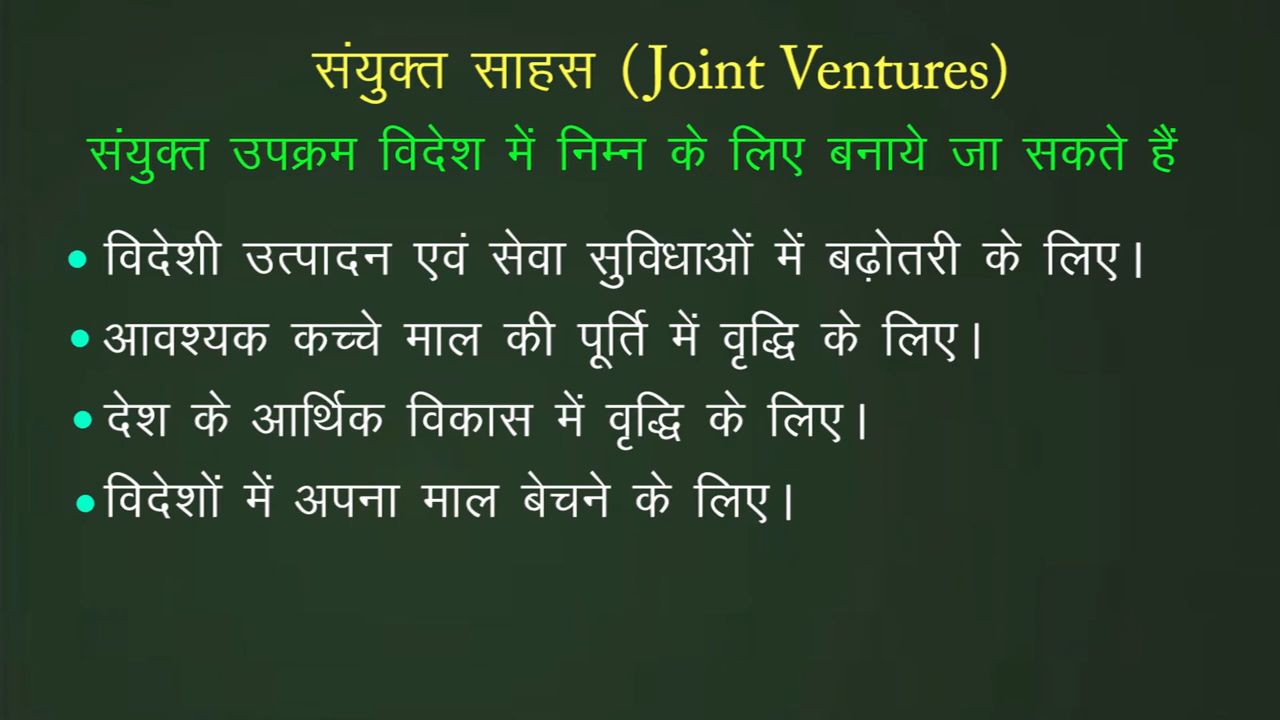 संयुक्त साहस (Joint Ventures)
संयुक्त उपक्रम विदेश में निम्न के लिए बनाये जा सकते हैं
• विदेशी उत्पादन एवं सेवा सुविधाओं में बढ़ोतरी के लिए।
• आवश्यक कच्चे माल की पूर्ति में वृद्धि के लिए।
• देश के आर्थिक विकास में वृद्धि के लिए।
• विदेशों में अपना माल बेचने के लिए।